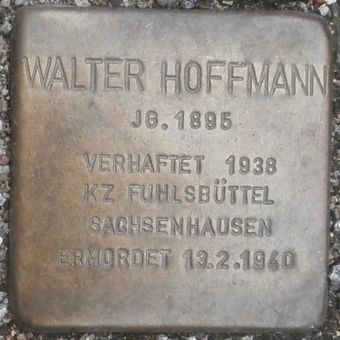 WALTER HOFFMANN
JG. 1895
VERHAFTET 1938
KZ FUHLSBÜTTEL
SACHSENHAUSEN
ERMORDET 13.2.1940